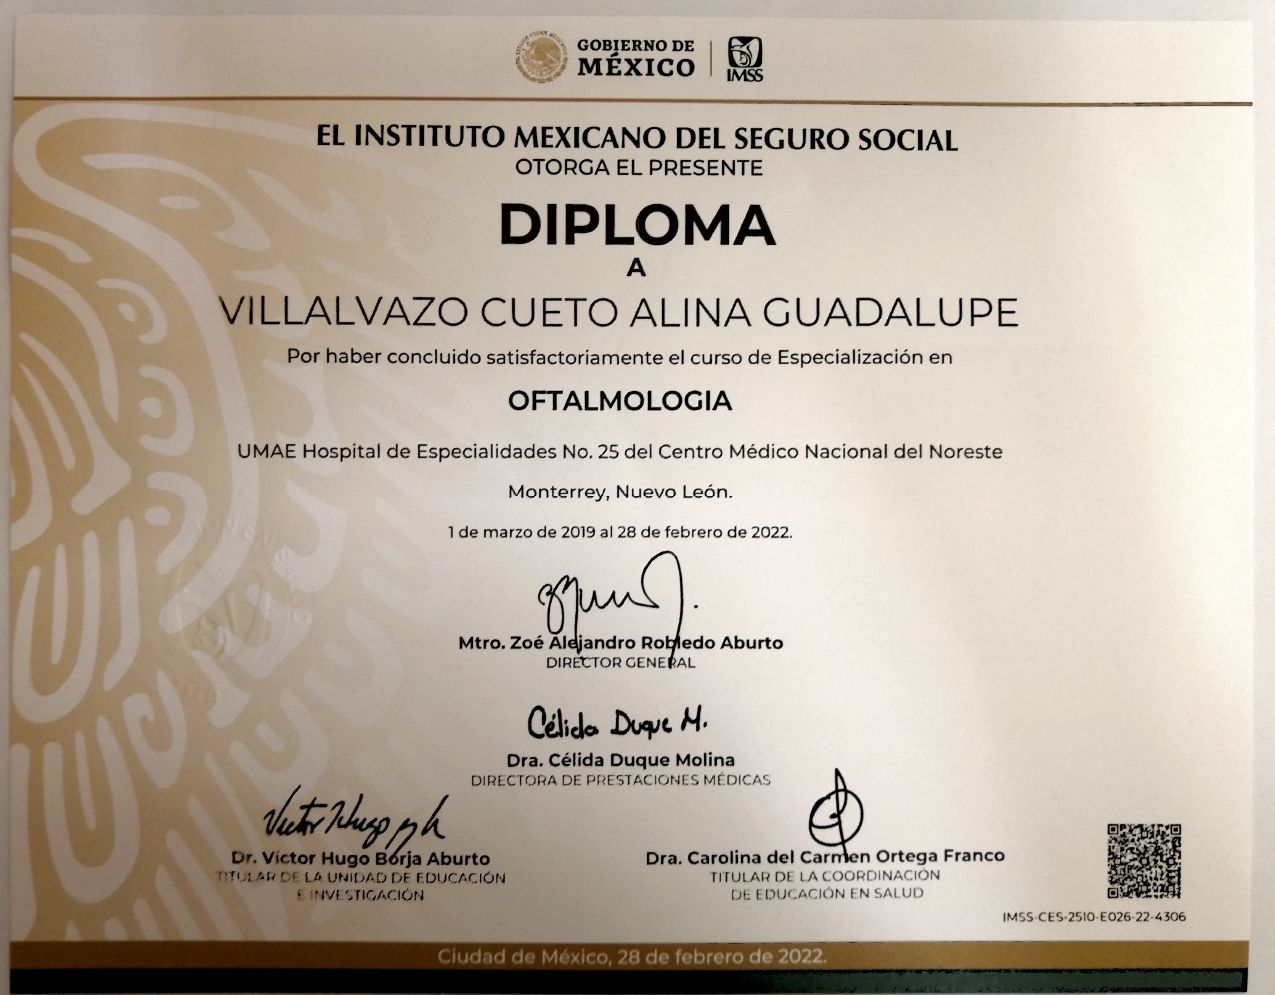 GOBIERNO DE
MÉXICO
IMSS
EL INSTITUTO MEXICANO DEL SEGURO SOCIAL
OTORGA EL PRESENTE
DIPLOMA
A
VILLALVAZO CUETO ALINA GUADALUPE
Por haber concluido satisfactoriamente el curso de Especialización en
OFTALMOLOGIA
UMAE Hospital de Especialidades No. 25 del Centro Médico Nacional del Noreste
Monterrey, Nuevo León.
1 de marzo de 2019 al 28 de febrero de 2022.
Mtro. Zoé Alejandro Robledo Aburto
DIRECTOR GENERAL
Célida Duque M.
Dra. Célida Duque Molina
DIRECTORA DE PRESTACIONES MÉDICAS
Victor Hugo
Dr. Víctor Hugo Borja Aburto
TITULAR DE LA UNIDAD DE EDUCACIÓN
E INVESTIGACIÓN
Dra. Carolina del Carmen Ortega Franco
TITULAR DE LA COORDINACIÓN
DE EDUCACIÓN EN SALUD
IMSS-CES-2510-E026-22-4306
Ciudad de México, 28 de febrero de 2022.